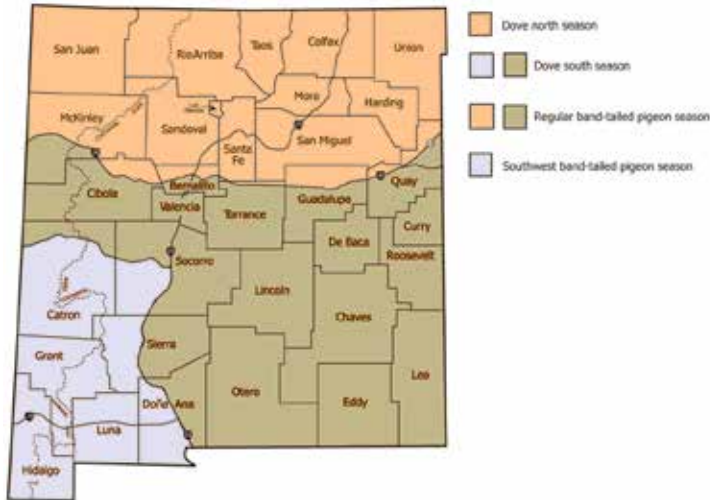 San Juan
Rio Arriba
Taos
Colfax
Union
Mora
Harding
McKinley
Sandoval
Santa
Fe
San Miguel
Cibola
Bernalillo
Valencia
Torrance
Guadalupe
Quay
Curry
De Baca
Roosevelt
Socorro
Catron
Lincoln
Chaves
Sierra
Grant
Otero
Lea
Doña Ana
Luna
Eddy
Hidalgo
Dove north season
Dove south season
Regular band-tailed pigeon season
Southwest band-tailed pigeon season